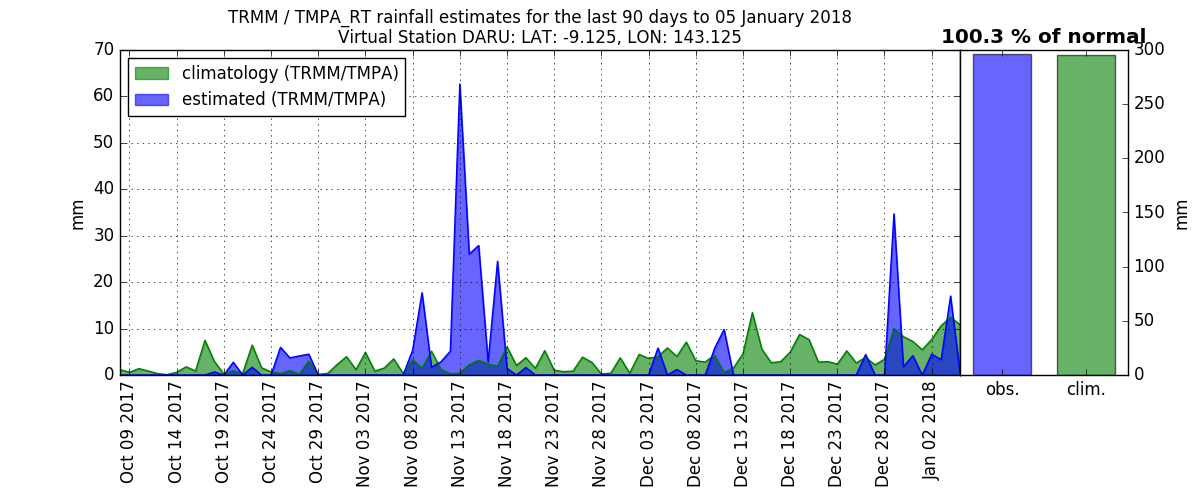 TRMM / TMPA_RT rainfall estimates for the last 90 days to 05 January 2018
Virtual Station DARU: LAT: -9.125, LON: 143.125
100.3 % of normal
climatology (TRMM/TMPA)
estimated (TRMM/TMPA)
70
60
50
40
30
20
10
0
mm
300
250
200
150
100
50
0
mm
Oct 09 2017
Oct 14 2017
Oct 19 2017
Oct 24 2017
Oct 29 2017
Nov 03 2017
Nov 08 2017
Nov 13 2017
Nov 18 2017
Nov 23 2017
Nov 28 2017
Dec 03 2017
Dec 08 2017
Dec 13 2017
Dec 18 2017
Dec 23 2017
Dec 28 2017
Jan 02 2018
obs.
clim.